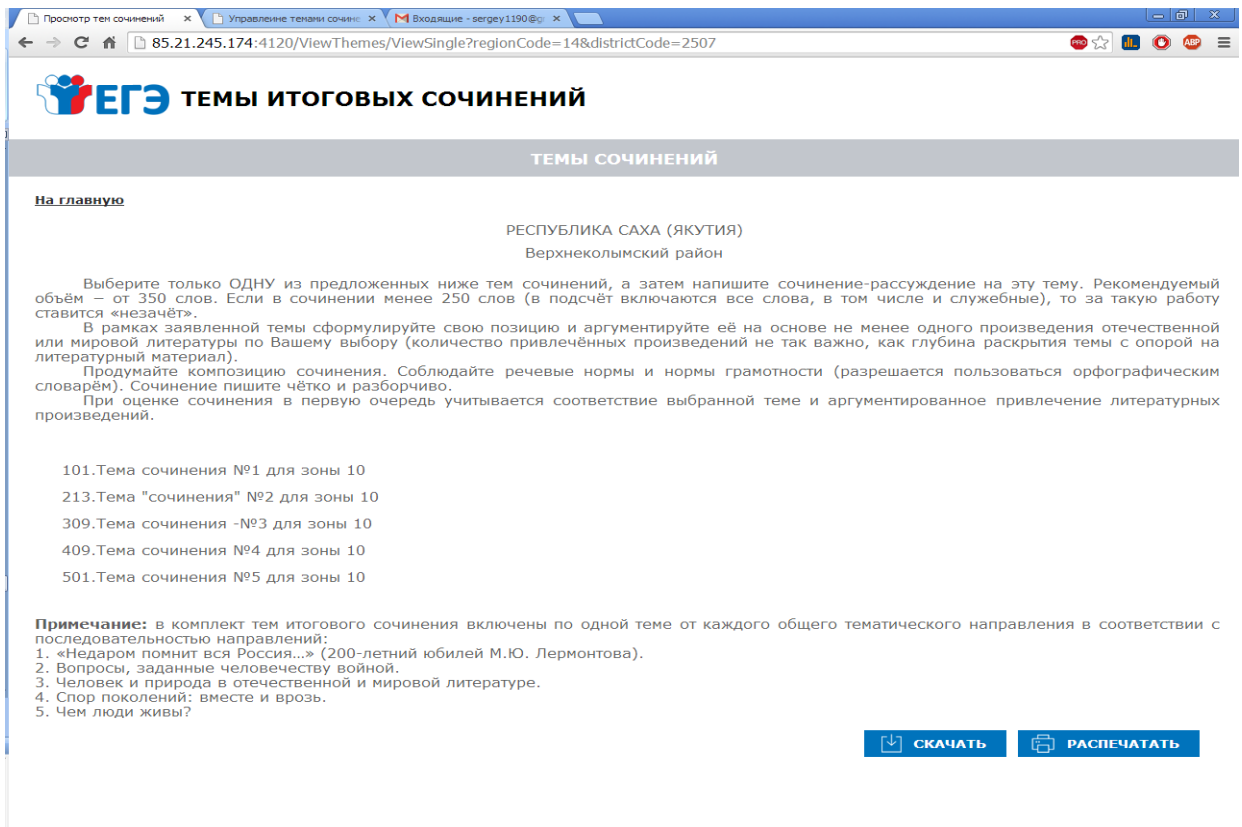 Просмотр тем сочинений
Управление темами сочине
Входящие - sergey1190@g
85.21.245.174:4120/ViewThemes/ViewSingle?regionCode=14&districtCode=2507
PRO
ABP
ЕГЭ ТЕМЫ ИТОГОВЫХ СОЧИНЕНИЙ
ТЕМЫ СОЧИНЕНИЙ
На главную
РЕСПУБЛИКА САХА (ЯКУТИЯ)
Верхнеколымский район
Выберите только ОДНУ из предложенных ниже тем сочинений, а затем напишите сочинение-рассуждение на эту тему. Рекомендуемый
объём – от 350 слов. Если в сочинении менее 250 слов (в подсчёт включаются все слова, в том числе и служебные), то за такую работу
ставится «незачёт».
В рамках заявленной темы сформулируйте свою позицию и аргументируйте её на основе не менее одного произведения отечественной
или мировой литературы по Вашему выбору (количество привлечённых произведений не так важно, как глубина раскрытия темы с опорой на
литературный материал).
Продумайте композицию сочинения. Соблюдайте речевые нормы и нормы грамотности (разрешается пользоваться орфографическим
словарём). Сочинение пишите чётко и разборчиво.
При оценке сочинения в первую очередь учитывается соответствие выбранной теме и аргументированное привлечение литературных
произведений.
101.Тема сочинения №1 для зоны 10
213.Тема "сочинения" №2 для зоны 10
309.Тема сочинения -№3 для зоны 10
409.Тема сочинения №4 для зоны 10
501.Тема сочинения №5 для зоны 10
Примечание: в комплект тем итогового сочинения включены по одной теме от каждого общего тематического направления в соответствии с
последовательностью направлений:
1. «Недаром помнит вся Россия…» (200-летний юбилей М.Ю. Лермонтова).
2. Вопросы, заданные человечеству войной.
3. Человек и природа в отечественной и мировой литературе.
4. Спор поколений: вместе и врозь.
5. Чем люди живы?
СКАЧАТЬ
РАСПЕЧАТАТЬ